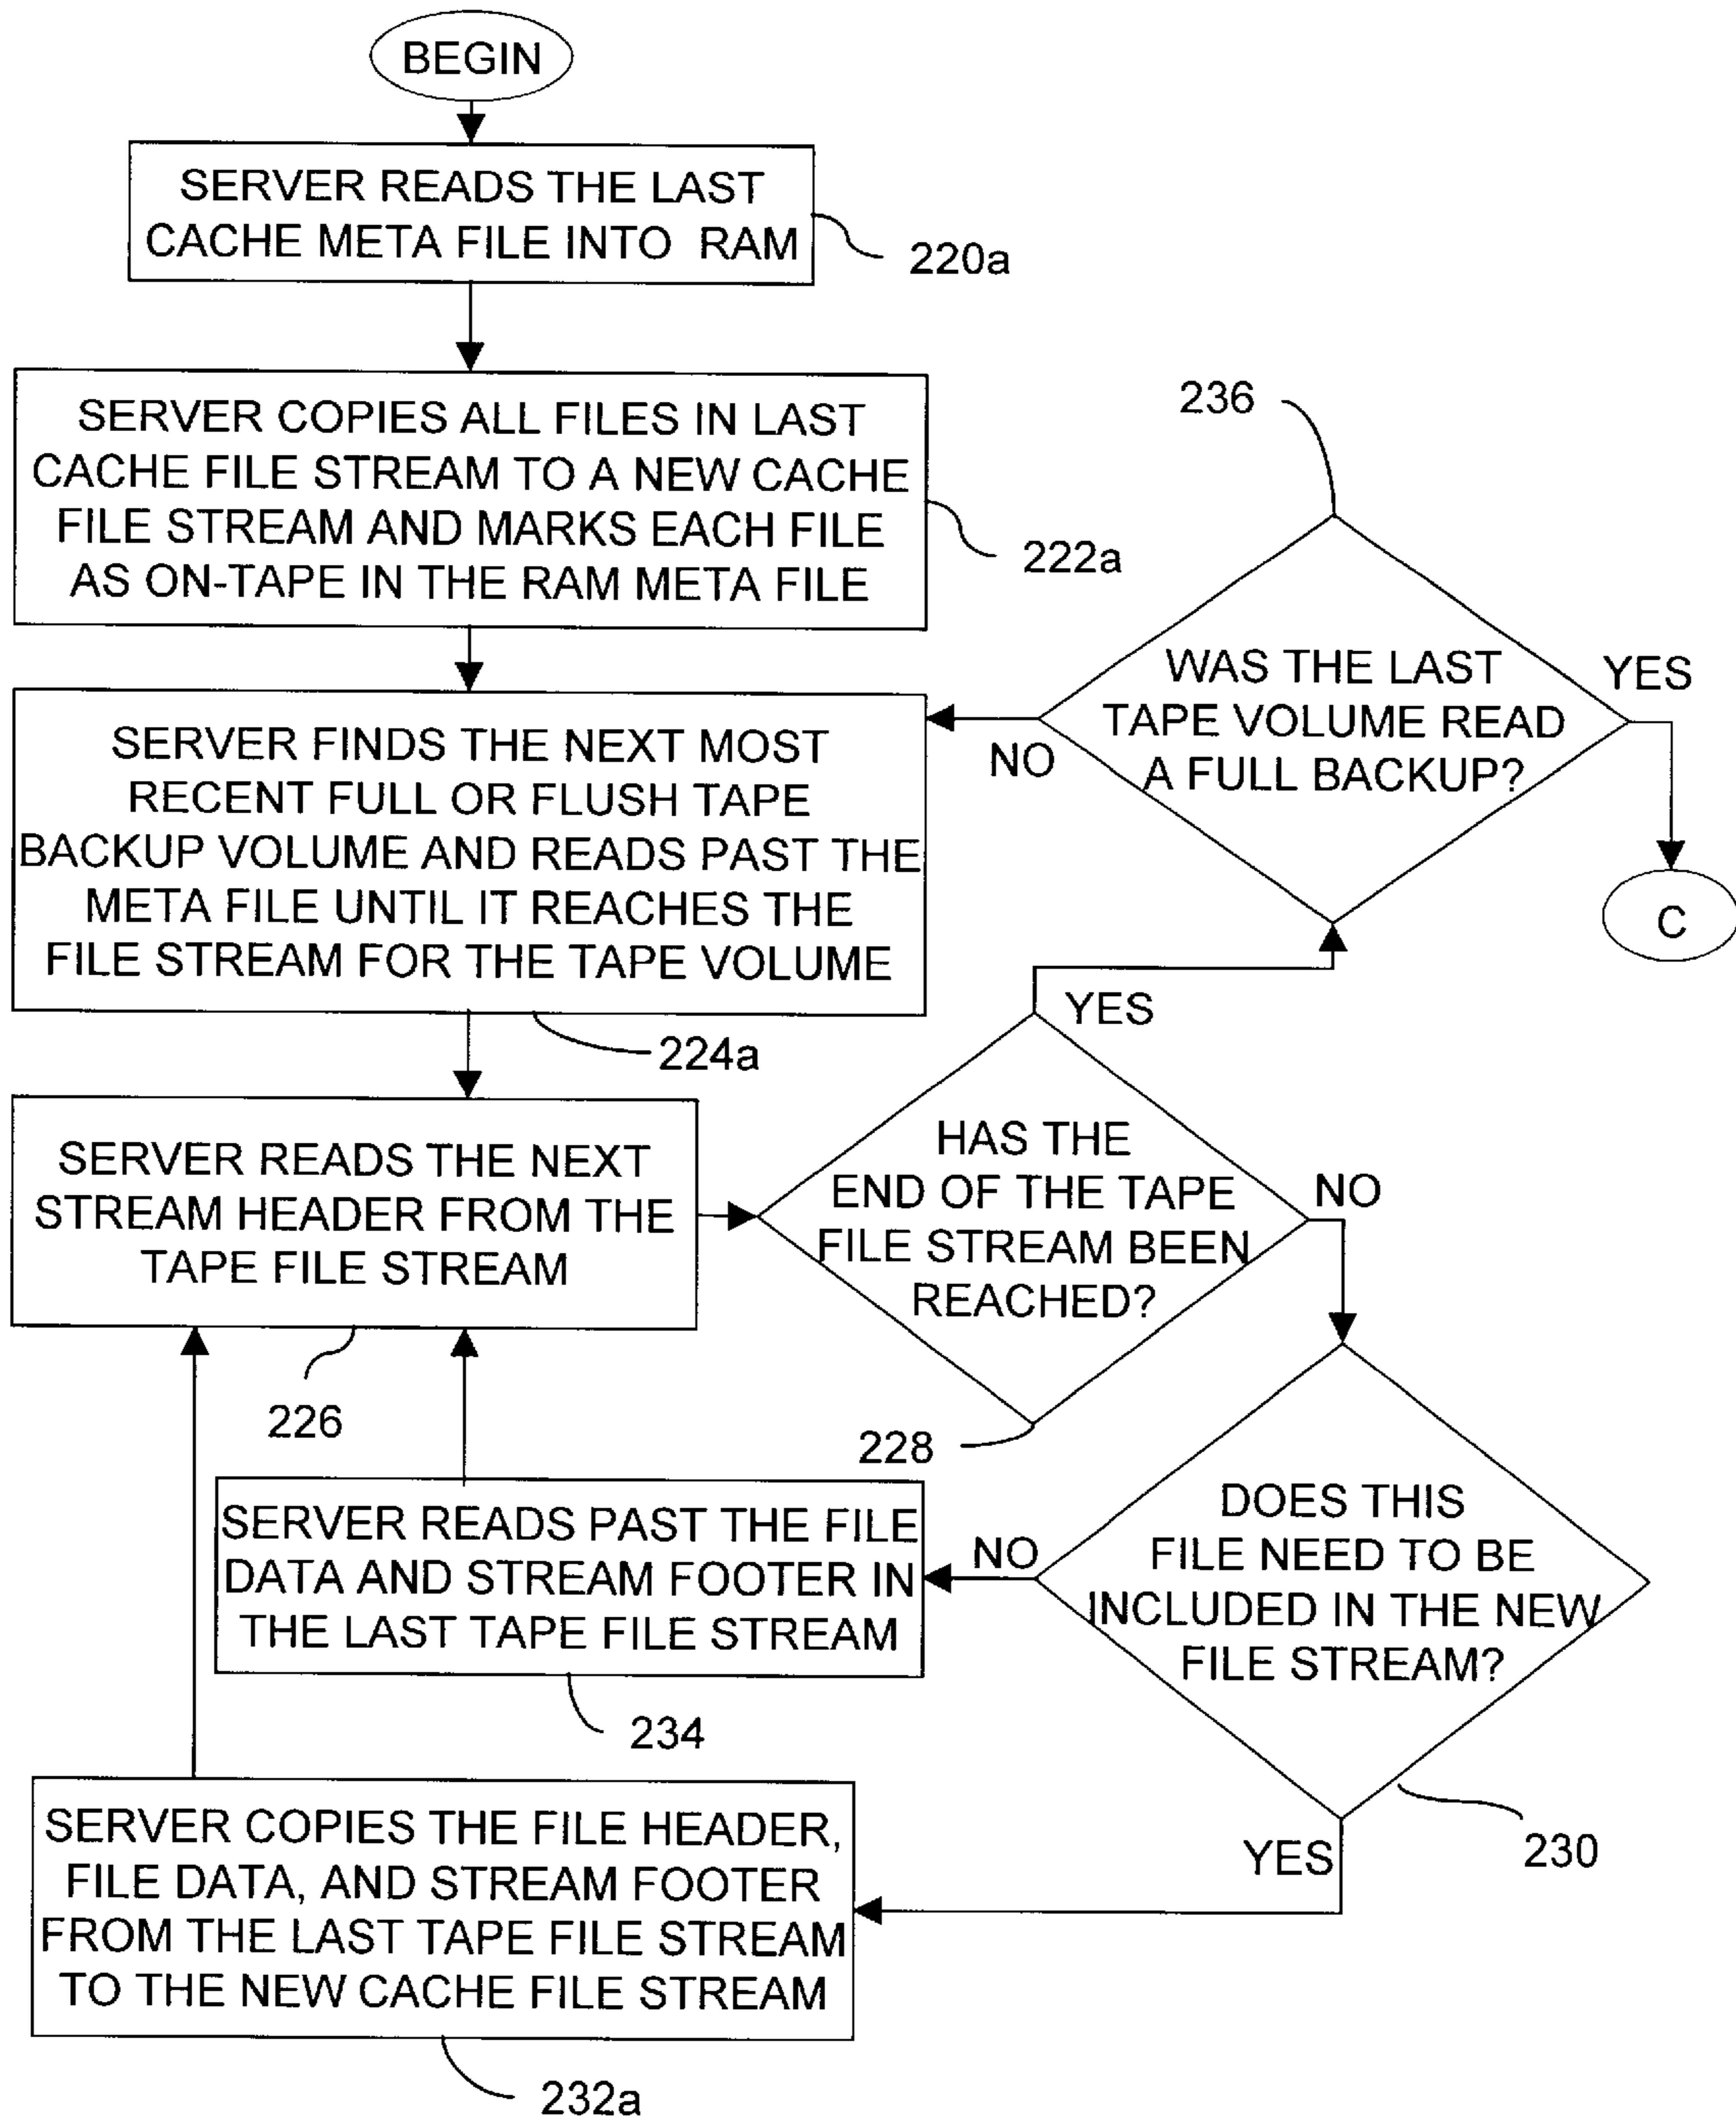 BEGIN
SERVER READS THE LAST
CACHE META FILE INTO RAM
220a
SERVER COPIES ALL FILES IN LAST
CACHE FILE STREAM TO A NEW CACHE
FILE STREAM AND MARKS EACH FILE
AS ON-TAPE IN THE RAM META FILE
222a
236
WAS THE LAST
TAPE VOLUME READ
A FULL BACKUP?
YES
NO
C
SERVER FINDS THE NEXT MOST
RECENT FULL OR FLUSH TAPE
BACKUP VOLUME AND READS PAST THE
META FILE UNTIL IT REACHES THE
FILE STREAM FOR THE TAPE VOLUME
224a
YES
SERVER READS THE NEXT
STREAM HEADER FROM THE
TAPE FILE STREAM
226
HAS THE
END OF THE TAPE
FILE STREAM BEEN
REACHED?
NO
228
SERVER READS PAST THE FILE
DATA AND STREAM FOOTER IN
THE LAST TAPE FILE STREAM
234
NO
DOES THIS
FILE NEED TO BE
INCLUDED IN THE NEW
FILE STREAM?
230
YES
SERVER COPIES THE FILE HEADER,
FILE DATA, AND STREAM FOOTER
FROM THE LAST TAPE FILE STREAM
TO THE NEW CACHE FILE STREAM
232a